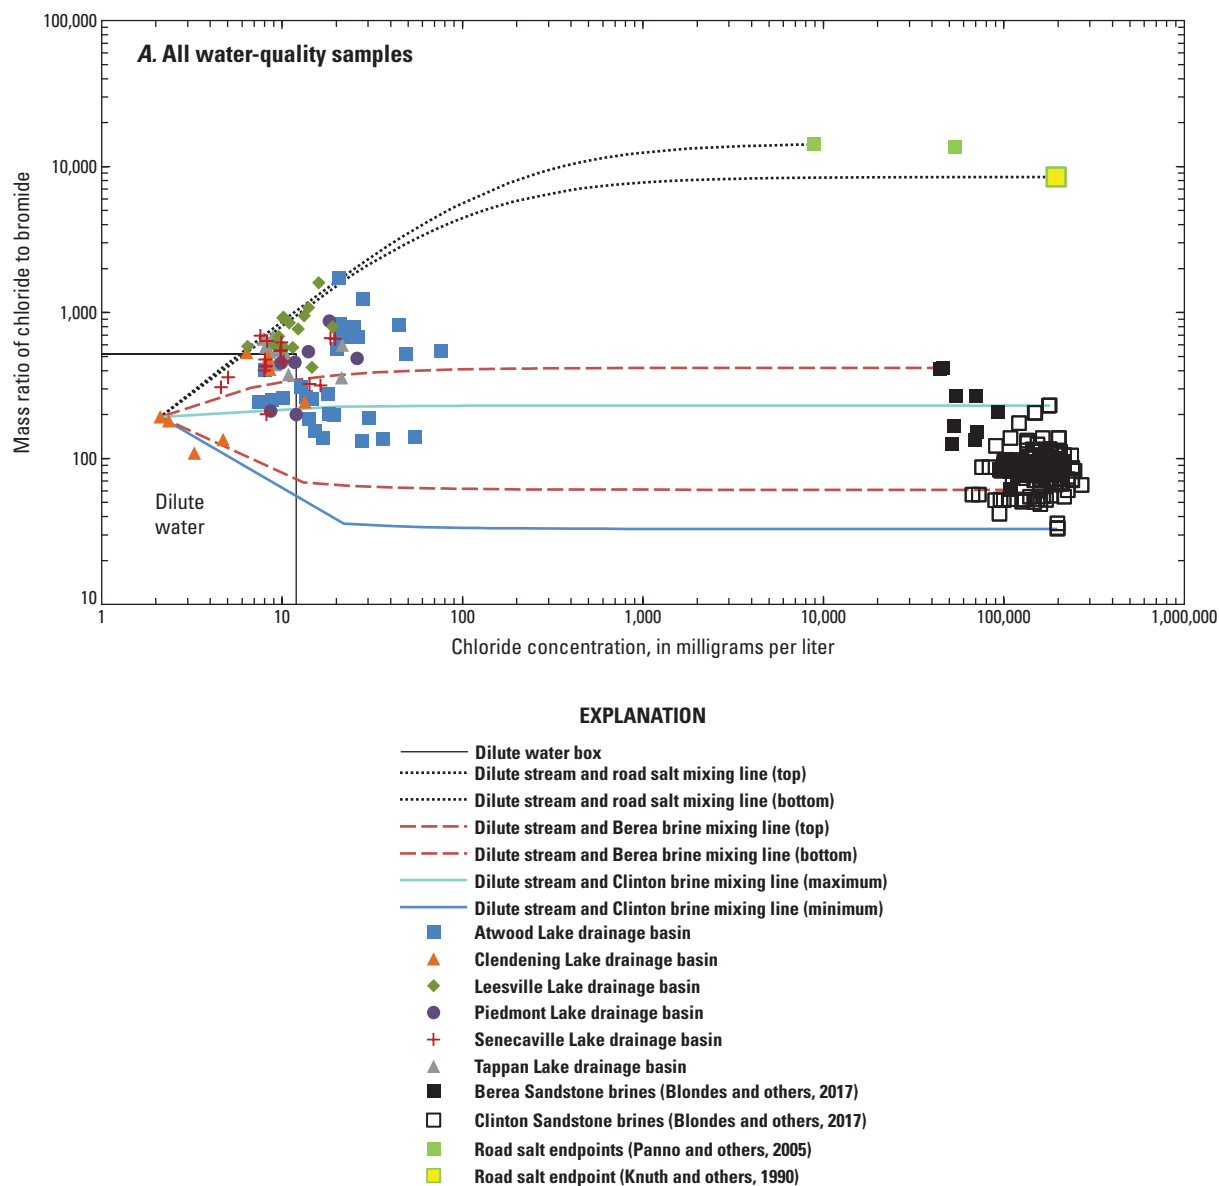 A. All water-quality samples
100,000
10,000
1,000
100
10
Mass ratio of chloride to bromide
Dilute
water
1
10
100
1,000
10,000
100,000
1,000,000
Chloride concentration, in milligrams per liter
EXPLANATION
Dilute water box
Dilute stream and road salt mixing line (top)
Dilute stream and road salt mixing line (bottom)
Dilute stream and Berea brine mixing line (top)
Dilute stream and Berea brine mixing line (bottom)
Dilute stream and Clinton brine mixing line (maximum)
Dilute stream and Clinton brine mixing line (minimum)
Atwood Lake drainage basin
Clendening Lake drainage basin
Leesville Lake drainage basin
Piedmont Lake drainage basin
Senecaville Lake drainage basin
Tappan Lake drainage basin
Berea Sandstone brines (Blondes and others, 2017)
Clinton Sandstone brines (Blondes and others, 2017)
Road salt endpoints (Panno and others, 2005)
Road salt endpoint (Knuth and others, 1990)